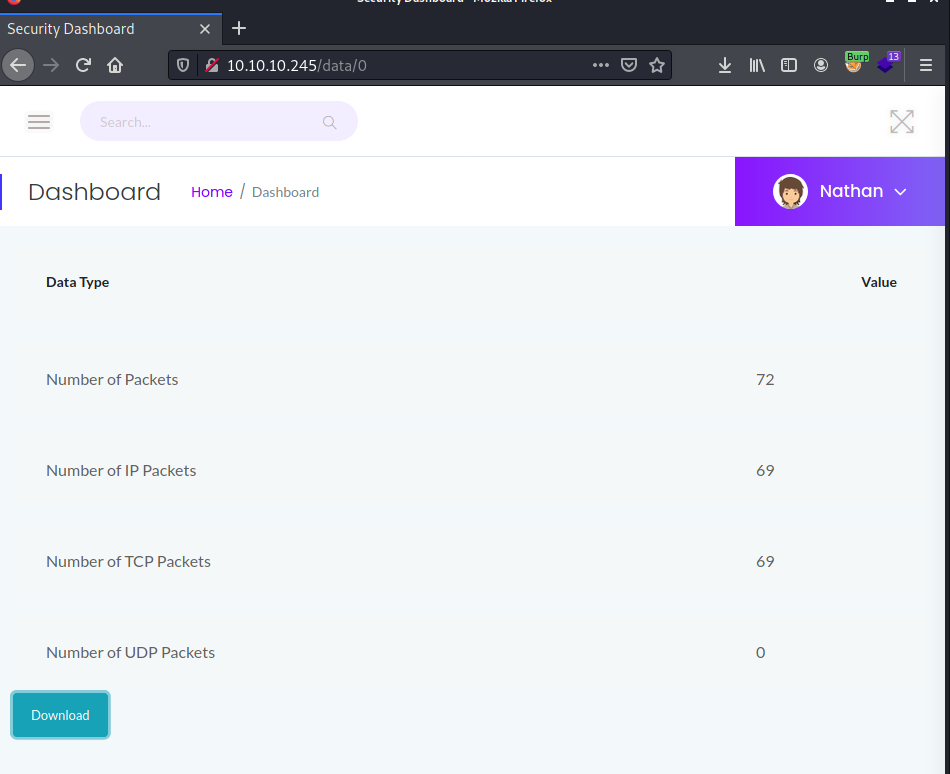 Security Dashboard - Mozilla Firefox
Security Dashboard
10.10.10.245/data/0
Burp
13
Search...
Dashboard
Home / Dashboard
Nathan
Data Type Value
Number of Packets 72
Number of IP Packets 69
Number of TCP Packets 69
Number of UDP Packets 0
Download